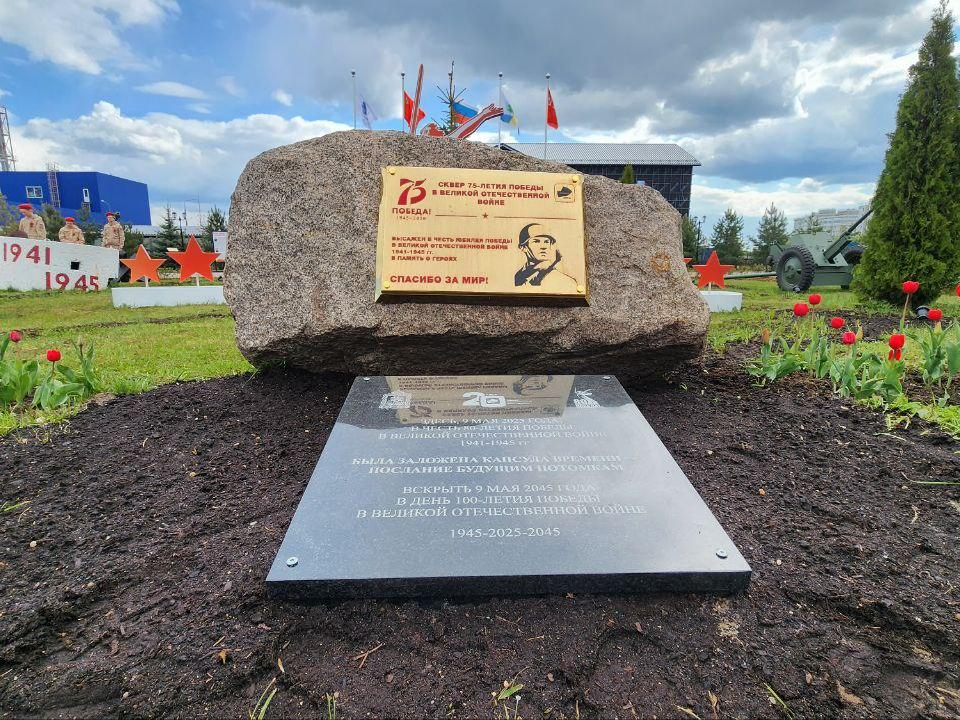 1941
1945
75
ПОБЕДА!
1945-2020
СКВЕР 75-ЛЕТИЯ ПОБЕДЫ
В ВЕЛИКОЙ ОТЕЧЕСТВЕННОЙ
ВОЙНЕ
ВЫСАЖЕН В ЧЕСТЬ ЮБИЛЕЯ ПОБЕДЫ
В ВЕЛИКОЙ ОТЕЧЕСТВЕННОЙ ВОЙНЕ
1941-1945 гг.
В ПАМЯТЬ О ГЕРОЯХ
СПАСИБО ЗА МИР!
ЗДЕСЬ, 9 МАЯ 2025 ГОДА
В ЧЕСТЬ 80-ЛЕТИЯ ПОБЕДЫ
В ВЕЛИКОЙ ОТЕЧЕСТВЕННОЙ ВОЙНЕ
1941-1945 гг
БЫЛА ЗАЛОЖЕНА КАПСУЛА ВРЕМЕНИ –
ПОСЛАНИЕ БУДУЩИМ ПОТОМКАМ
ВСКРЫТЬ 9 МАЯ 2045 ГОДА
В ДЕНЬ 100-ЛЕТИЯ ПОБЕДЫ
В ВЕЛИКОЙ ОТЕЧЕСТВЕННОЙ ВОЙНЕ
1945-2025-2045